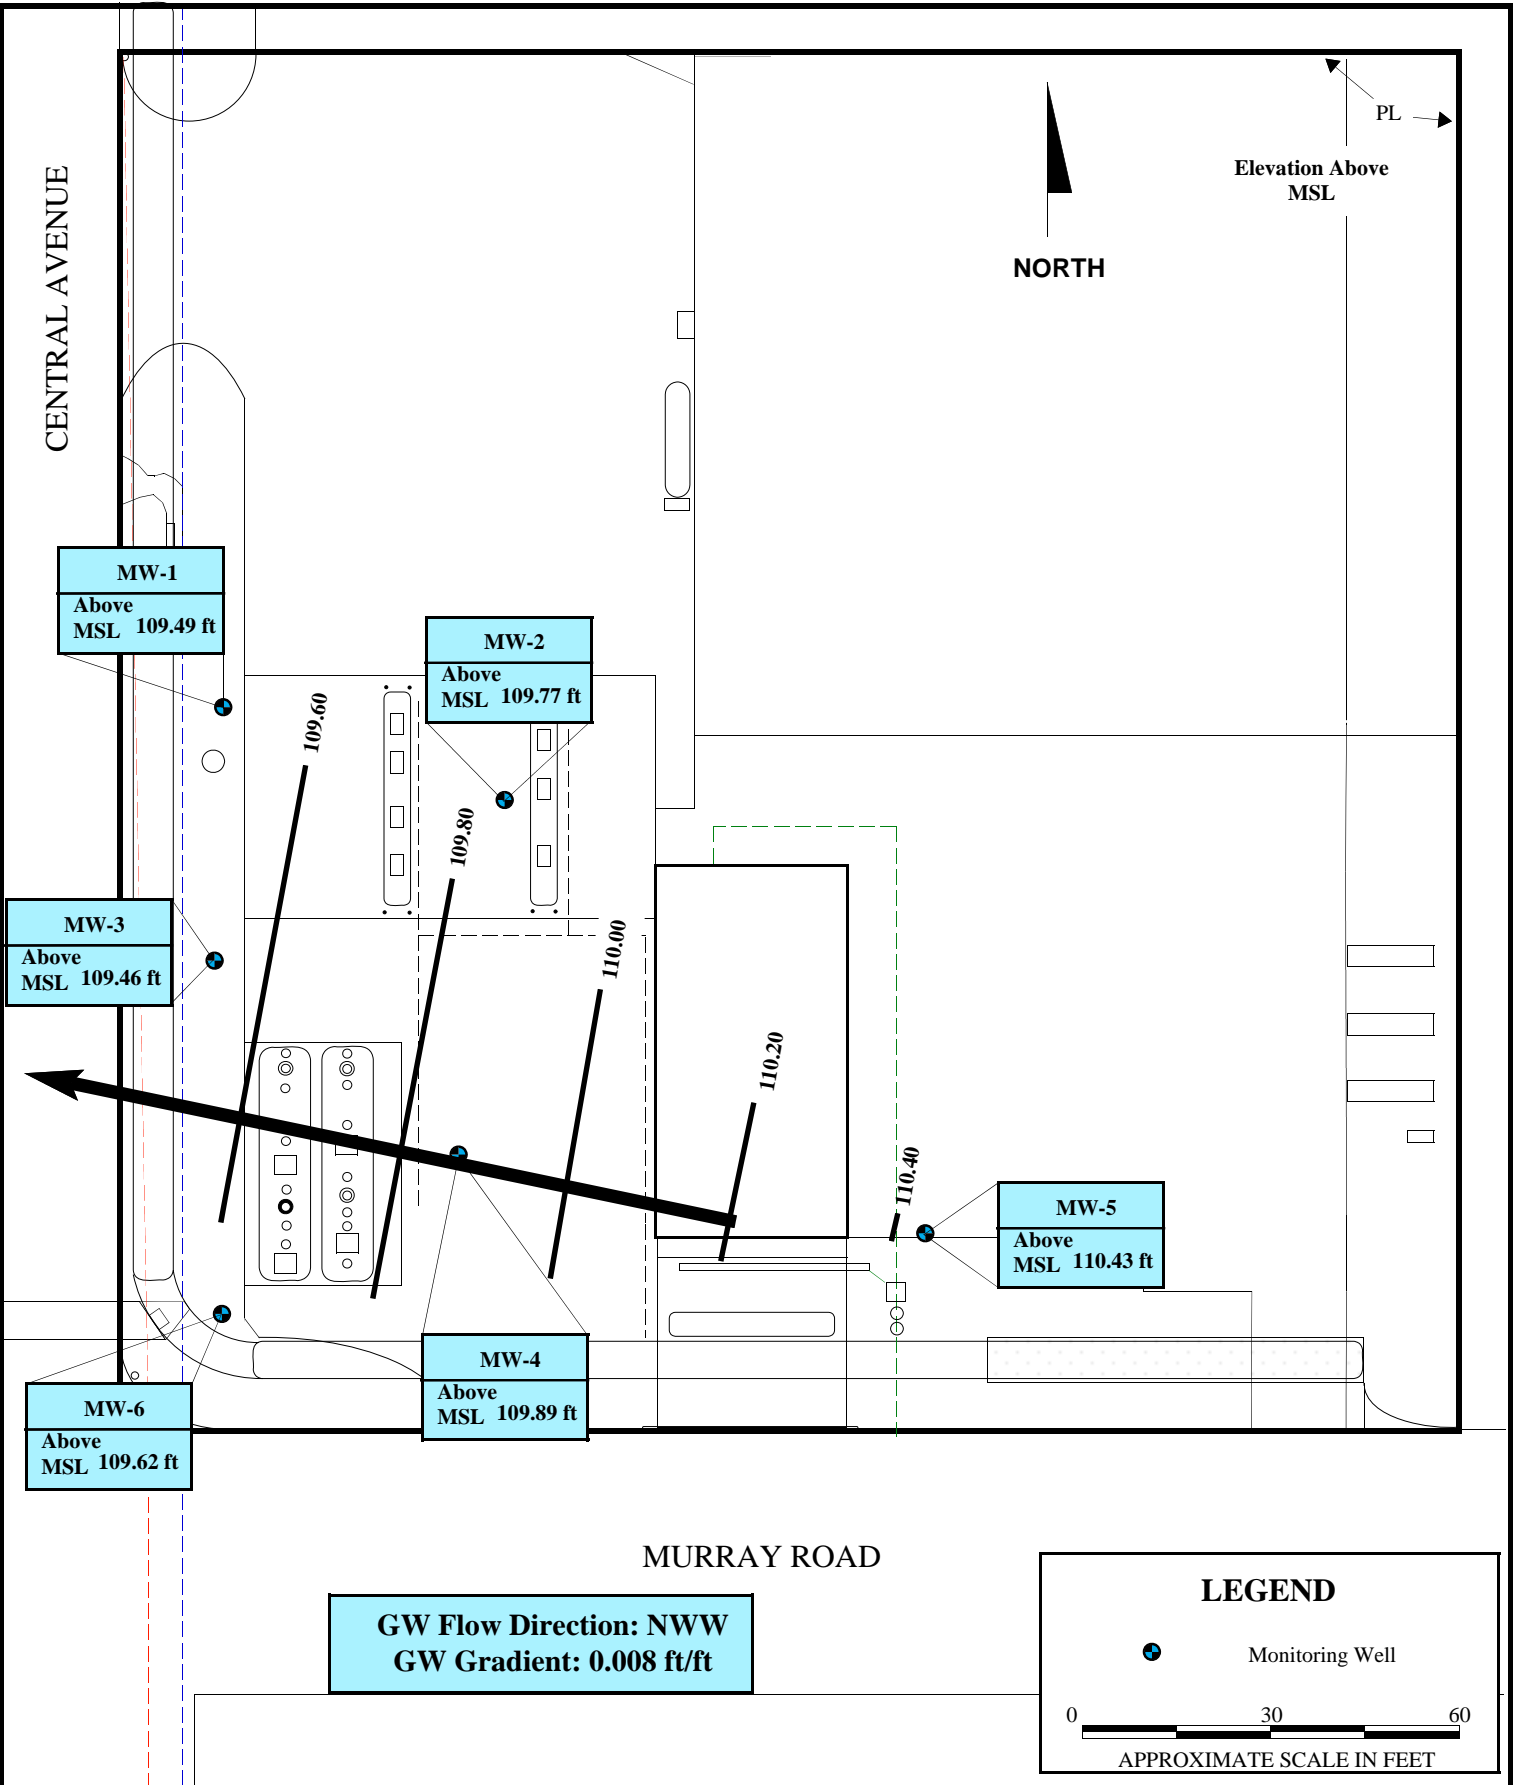 PL
Elevation Above
MSL
NORTH
CENTRAL AVENUE
MW-1
Above
MSL 109.49 ft
MW-2
Above
MSL 109.77 ft
109.60
109.80
MW-3
Above
MSL 109.46 ft
110.00
110.20
110.40
MW-5
Above
MSL 110.43 ft
MW-4
Above
MSL 109.89 ft
MW-6
Above
MSL 109.62 ft
MURRAY ROAD
GW Flow Direction: NWW
GW Gradient: 0.008 ft/ft
LEGEND
Monitoring Well
0 30 60
APPROXIMATE SCALE IN FEET